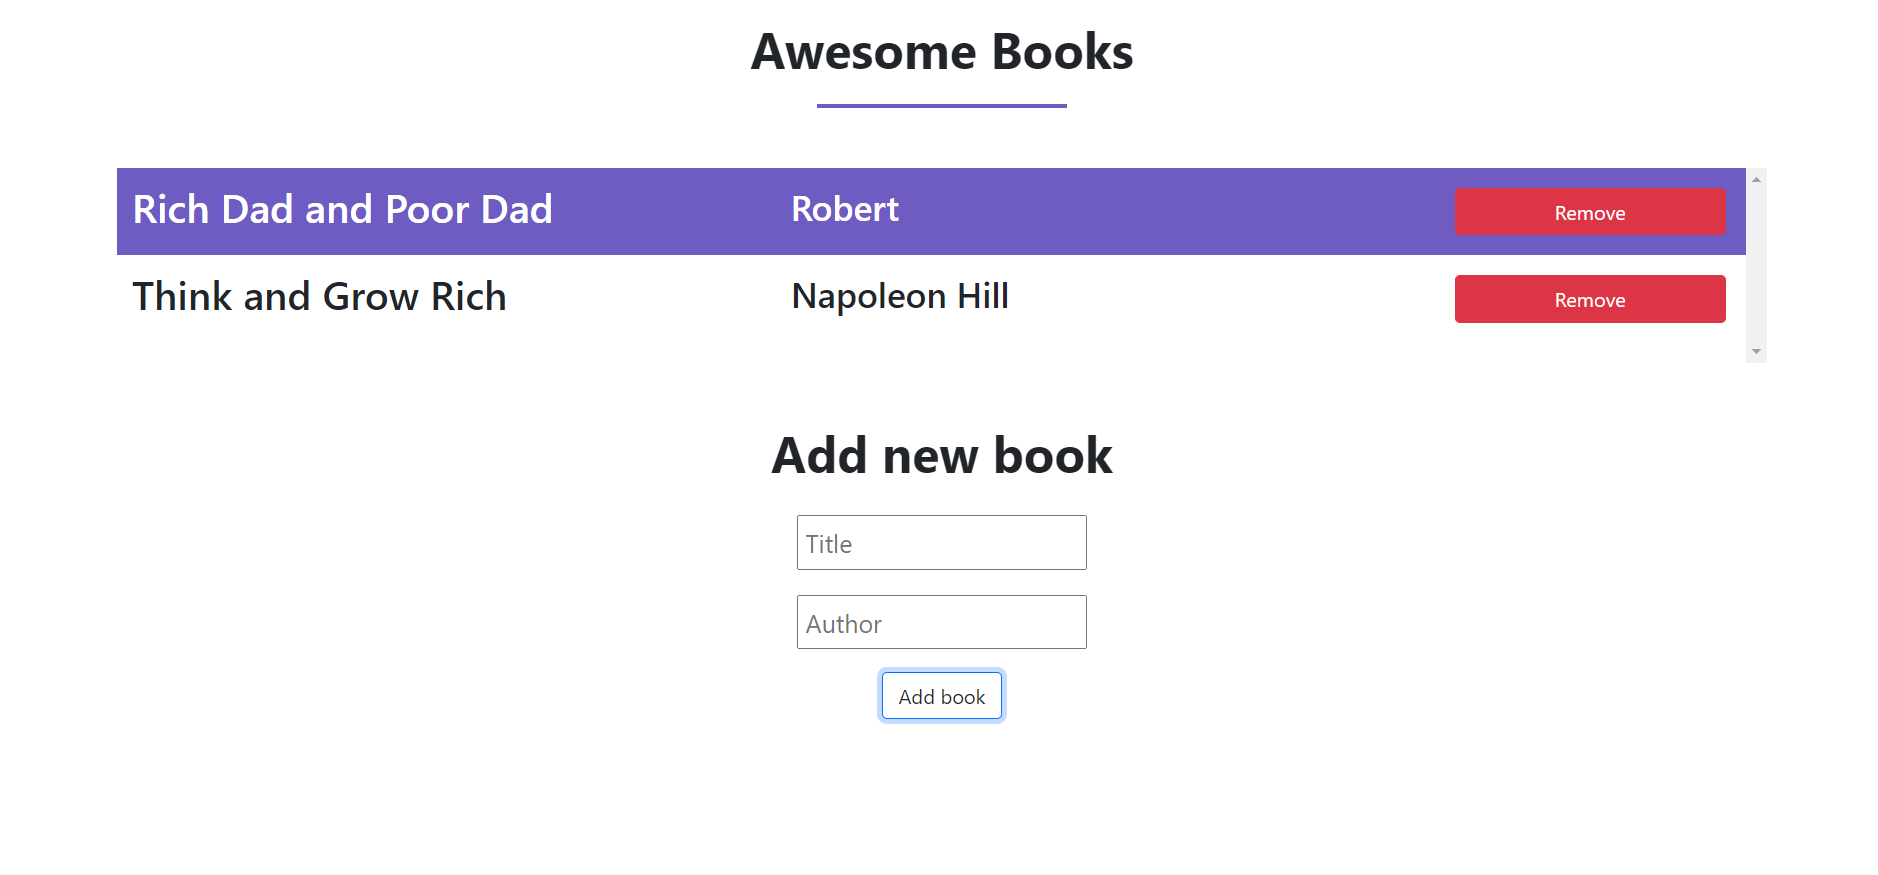 Awesome Books
Rich Dad and Poor Dad Robert Remove
Think and Grow Rich Napoleon Hill Remove
Add new book
Title
Author
Add book